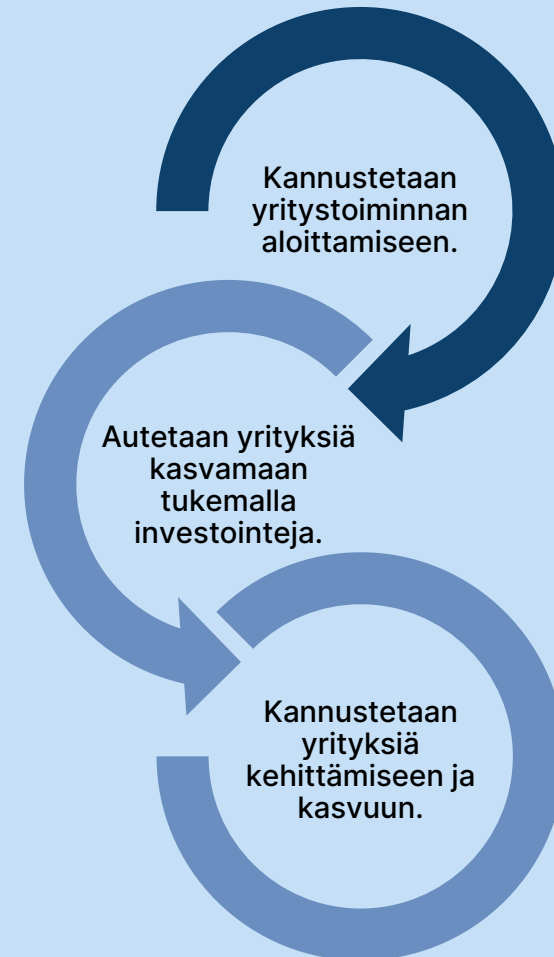 Kannustetaan
yritystoiminnan
aloittamiseen.
Autetaan yrityksiä
kasvamaan
tukemalla
investointeja.
Kannustetaan
yrityksiä
kehittämiseen ja
kasvuun.